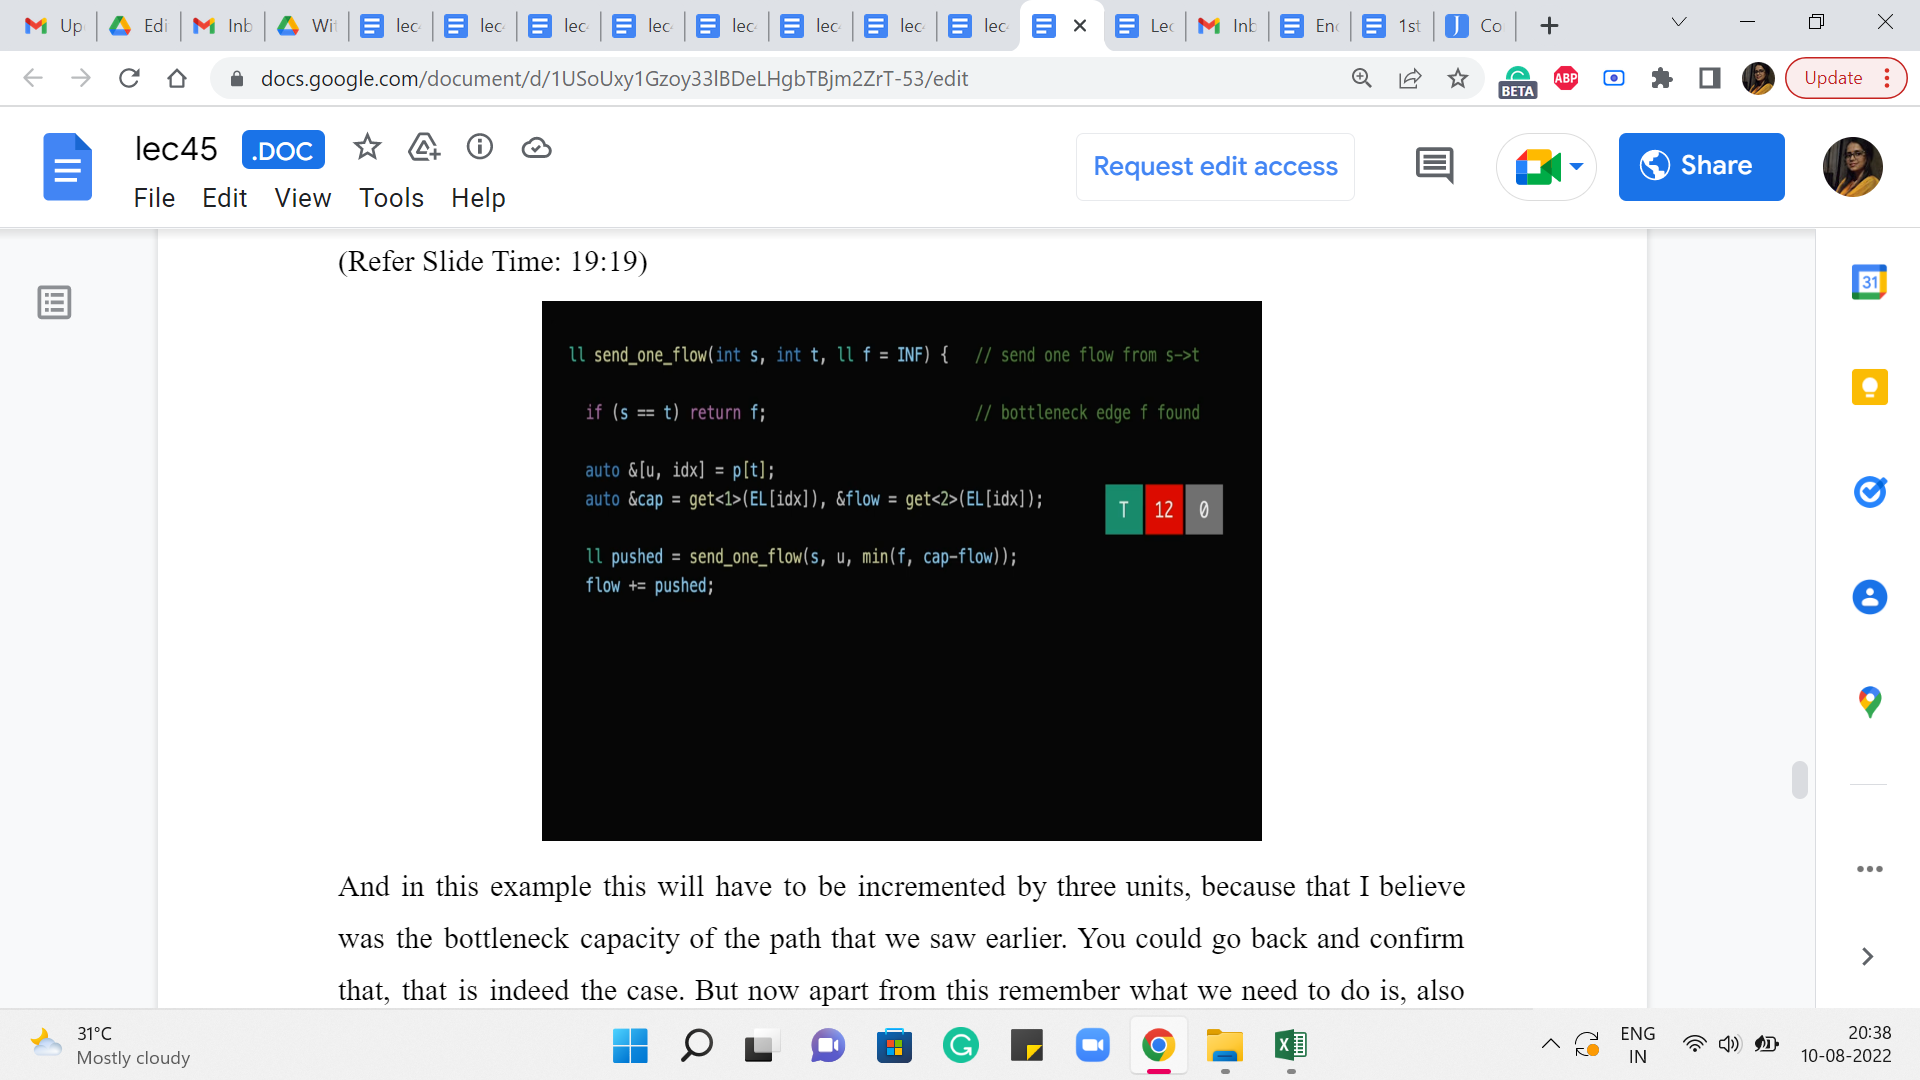 Up Edi Inb Wi lec lec lec lec lec lec lec lec Lec Inb Enc 1st Co
docs.google.com/document/d/1USoUxy1Gzoy33lBDeLHgbTBjm2ZrT-53/edit
BETA ABP Update
lec45 .DOC
Request edit access Share
File Edit View Tools Help
(Refer Slide Time: 19:19)
ll send_one_flow(int s, int t, ll f = INF) { // send one flow from s->t
if (s == t) return f; // bottleneck edge f found
auto &[u, idx] = p[t];
auto &cap = get<1>(EL[idx]), &flow = get<2>(EL[idx]);
T 12 0
ll pushed = send_one_flow(s, u, min(f, cap-flow));
flow += pushed;
And in this example this will have to be incremented by three units, because that I believe
was the bottleneck capacity of the path that we saw earlier. You could go back and confirm
that, that is indeed the case. But now apart from this remember what we need to do is, also
31
31°C
Mostly cloudy
ENG
IN
20:38
10-08-2022